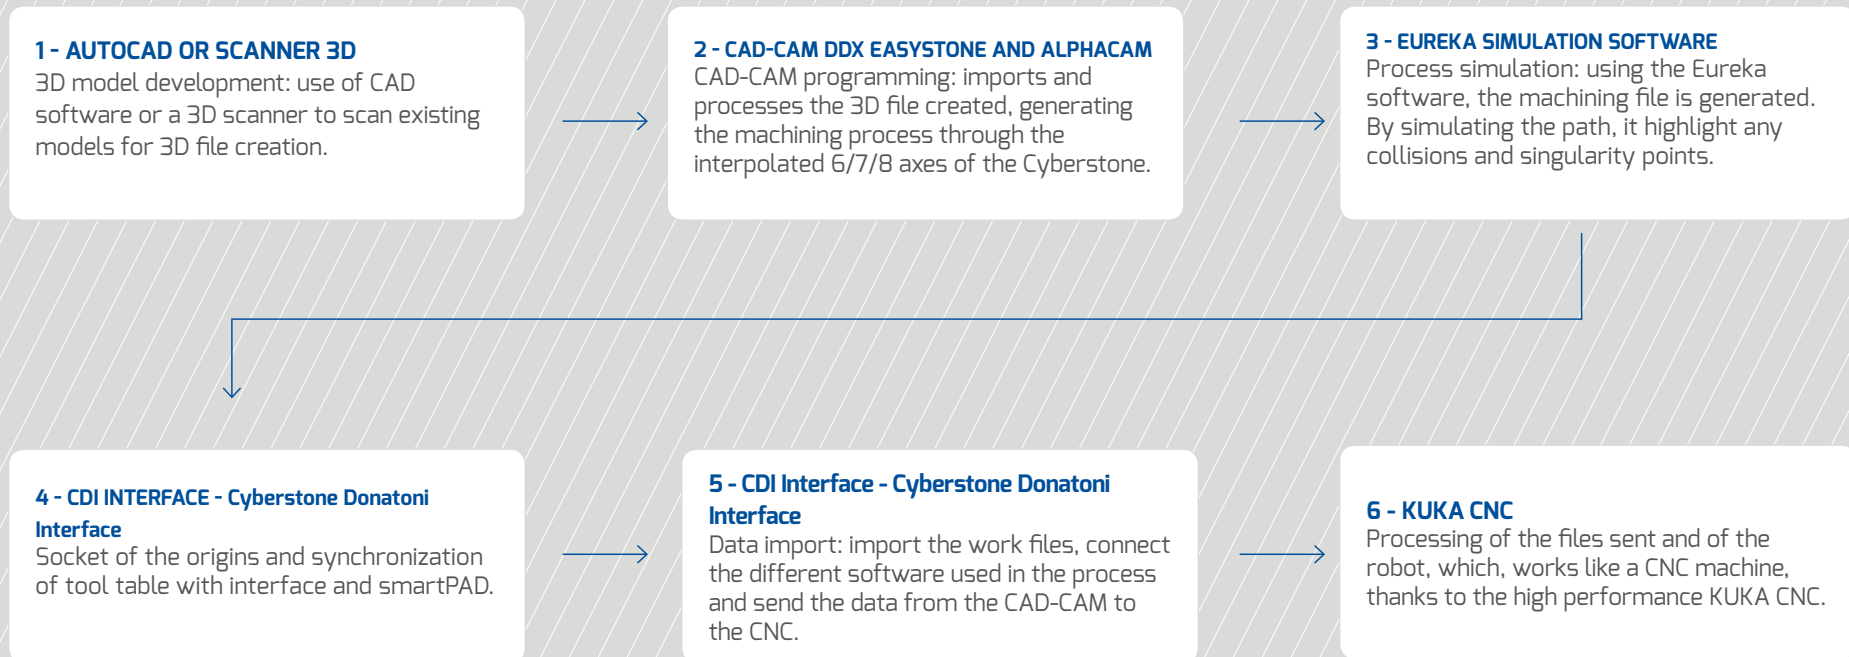 1 - AUTOCAD OR SCANNER 3D
3D model development: use of CAD
software or a 3D scanner to scan existing
models for 3D file creation.
2 - CAD-CAM DDX EASYSTONE AND ALPHACAM
CAD-CAM programming: imports and
processes the 3D file created, generating
the machining process through the
interpolated 6/7/8 axes of the Cyberstone.
3 - EUREKA SIMULATION SOFTWARE
Process simulation: using the Eureka
software, the machining file is generated.
By simulating the path, it highlight any
collisions and singularity points.
4 - CDI INTERFACE - Cyberstone Donatoni
Interface
Socket of the origins and synchronization
of tool table with interface and smartPAD.
5 - CDI Interface - Cyberstone Donatoni
Interface
Data import: import the work files, connect
the different software used in the process
and send the data from the CAD-CAM to
the CNC.
6 - KUKA CNC
Processing of the files sent and of the
robot, which, works like a CNC machine,
thanks to the high performance KUKA CNC.